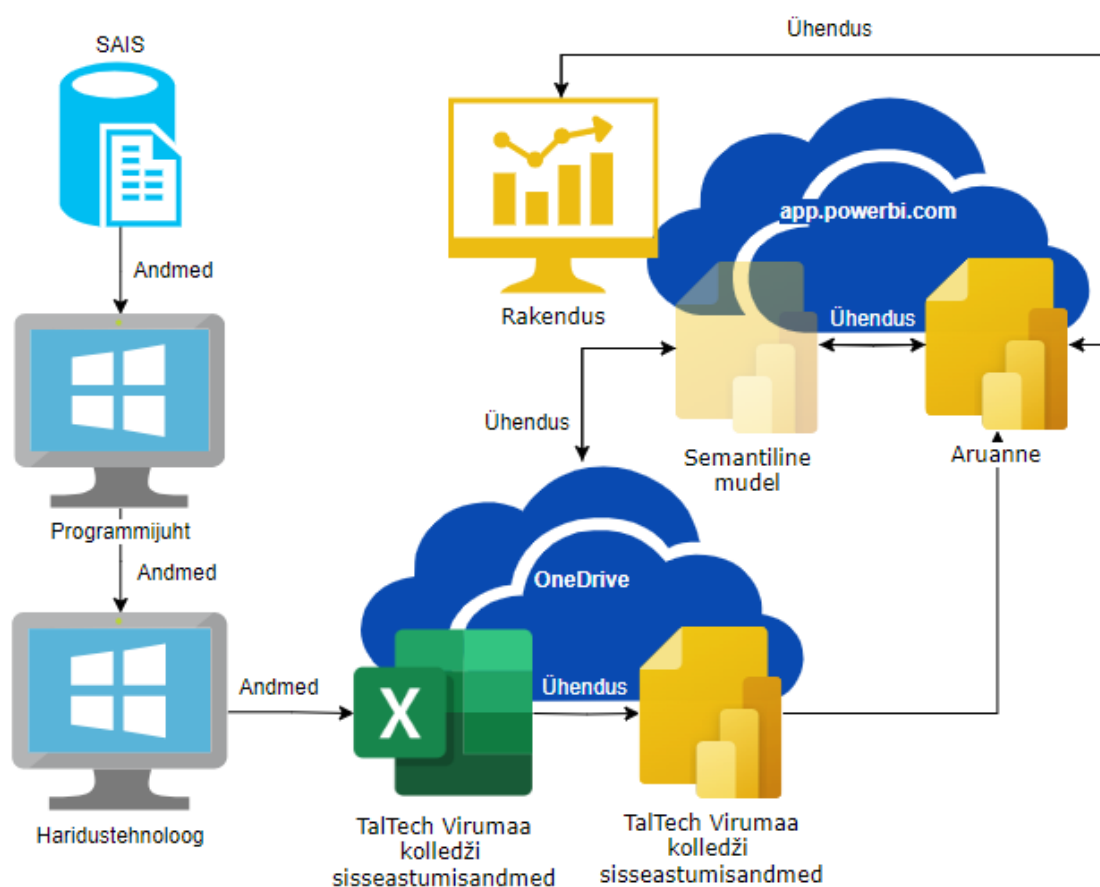 SAIS
Andmed
Programmijuht
Andmed
Haridustehnoloog
Andmed
Ühendus
Rakendus
app.powerbi.com
Ühendus
Semantiline
mudel
Aruanne
Ühendus
OneDrive
X
Ühendus
TalTech Virumaa
kolledži
sisseastumisandmed
TalTech Virumaa
kolledži
sisseastumisandmed